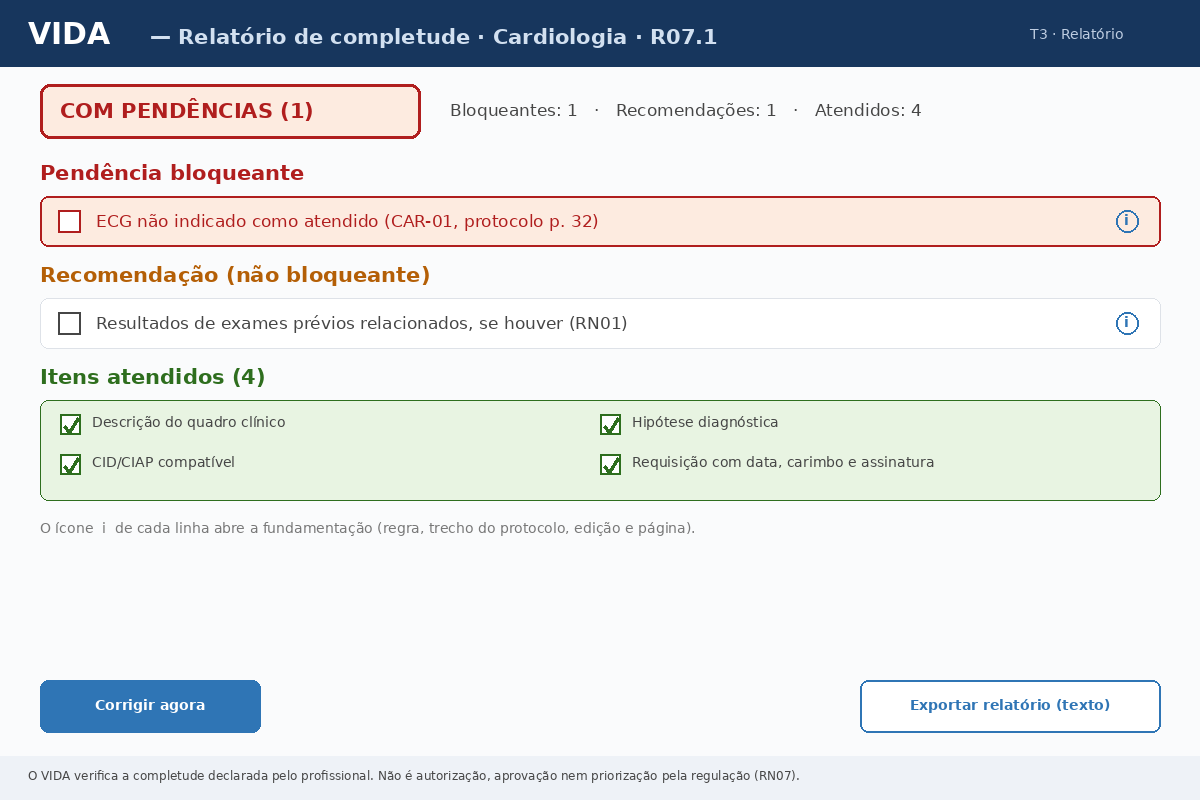 VIDA — Relatório de completude · Cardiologia · R07.1 T3 · Relatório
COM PENDÊNCIAS (1) Bloqueantes: 1 · Recomendações: 1 · Atendidos: 4
Pendência bloqueante
ECG não indicado como atendido (CAR-01, protocolo p. 32) i
Recomendação (não bloqueante)
Resultados de exames prévios relacionados, se houver (RN01) i
Itens atendidos (4)
Descrição do quadro clínico Hipótese diagnóstica
CID/CIAP compatível Requisição com data, carimbo e assinatura
O ícone i de cada linha abre a fundamentação (regra, trecho do protocolo, edição e página).
Corrigir agora Exportar relatório (texto)
O VIDA verifica a completude declarada pelo profissional. Não é autorização, aprovação nem priorização pela regulação (RN07).